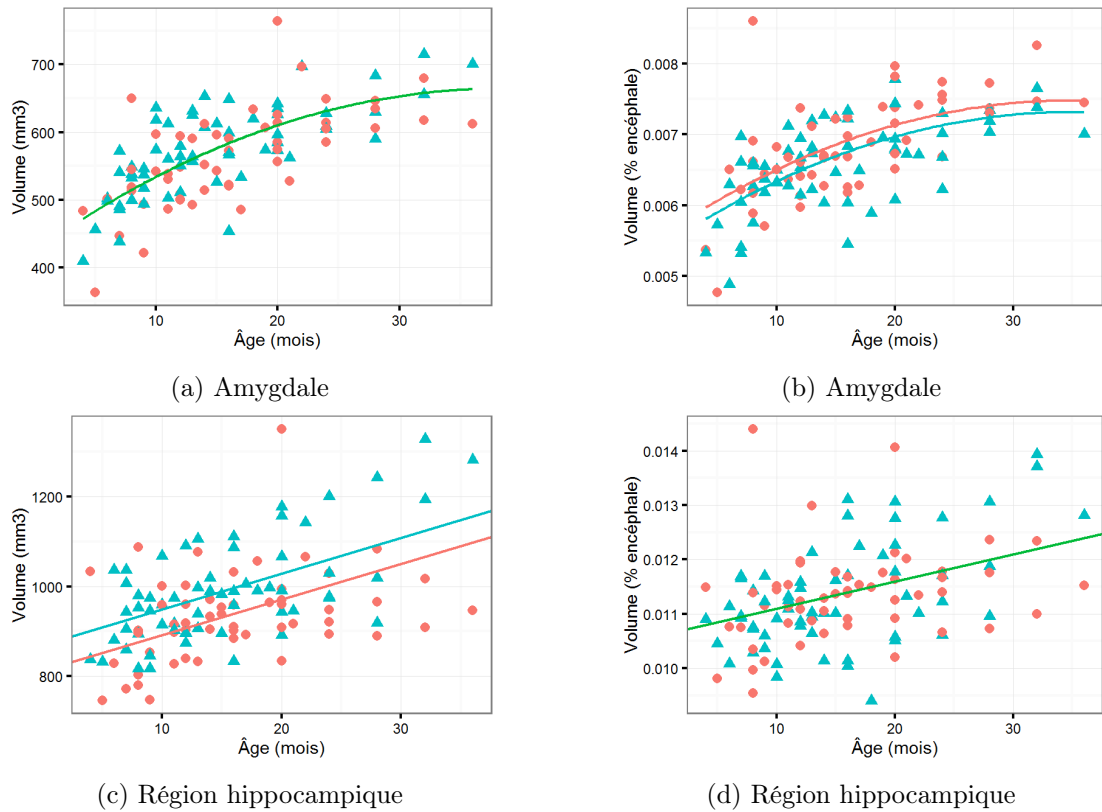 700
600
500
400
Volume (mm3)
10
20
30
Âge (mois)
(a) Amygdale
0.008
0.007
0.006
0.005
Volume (% encéphale)
10
20
30
Âge (mois)
(b) Amygdale
1200
1000
800
Volume (mm3)
10
20
30
Âge (mois)
(c) Région hippocampique
0.014
0.013
0.012
0.011
0.010
Volume (% encéphale)
10
20
30
Âge (mois)
(d) Région hippocampique